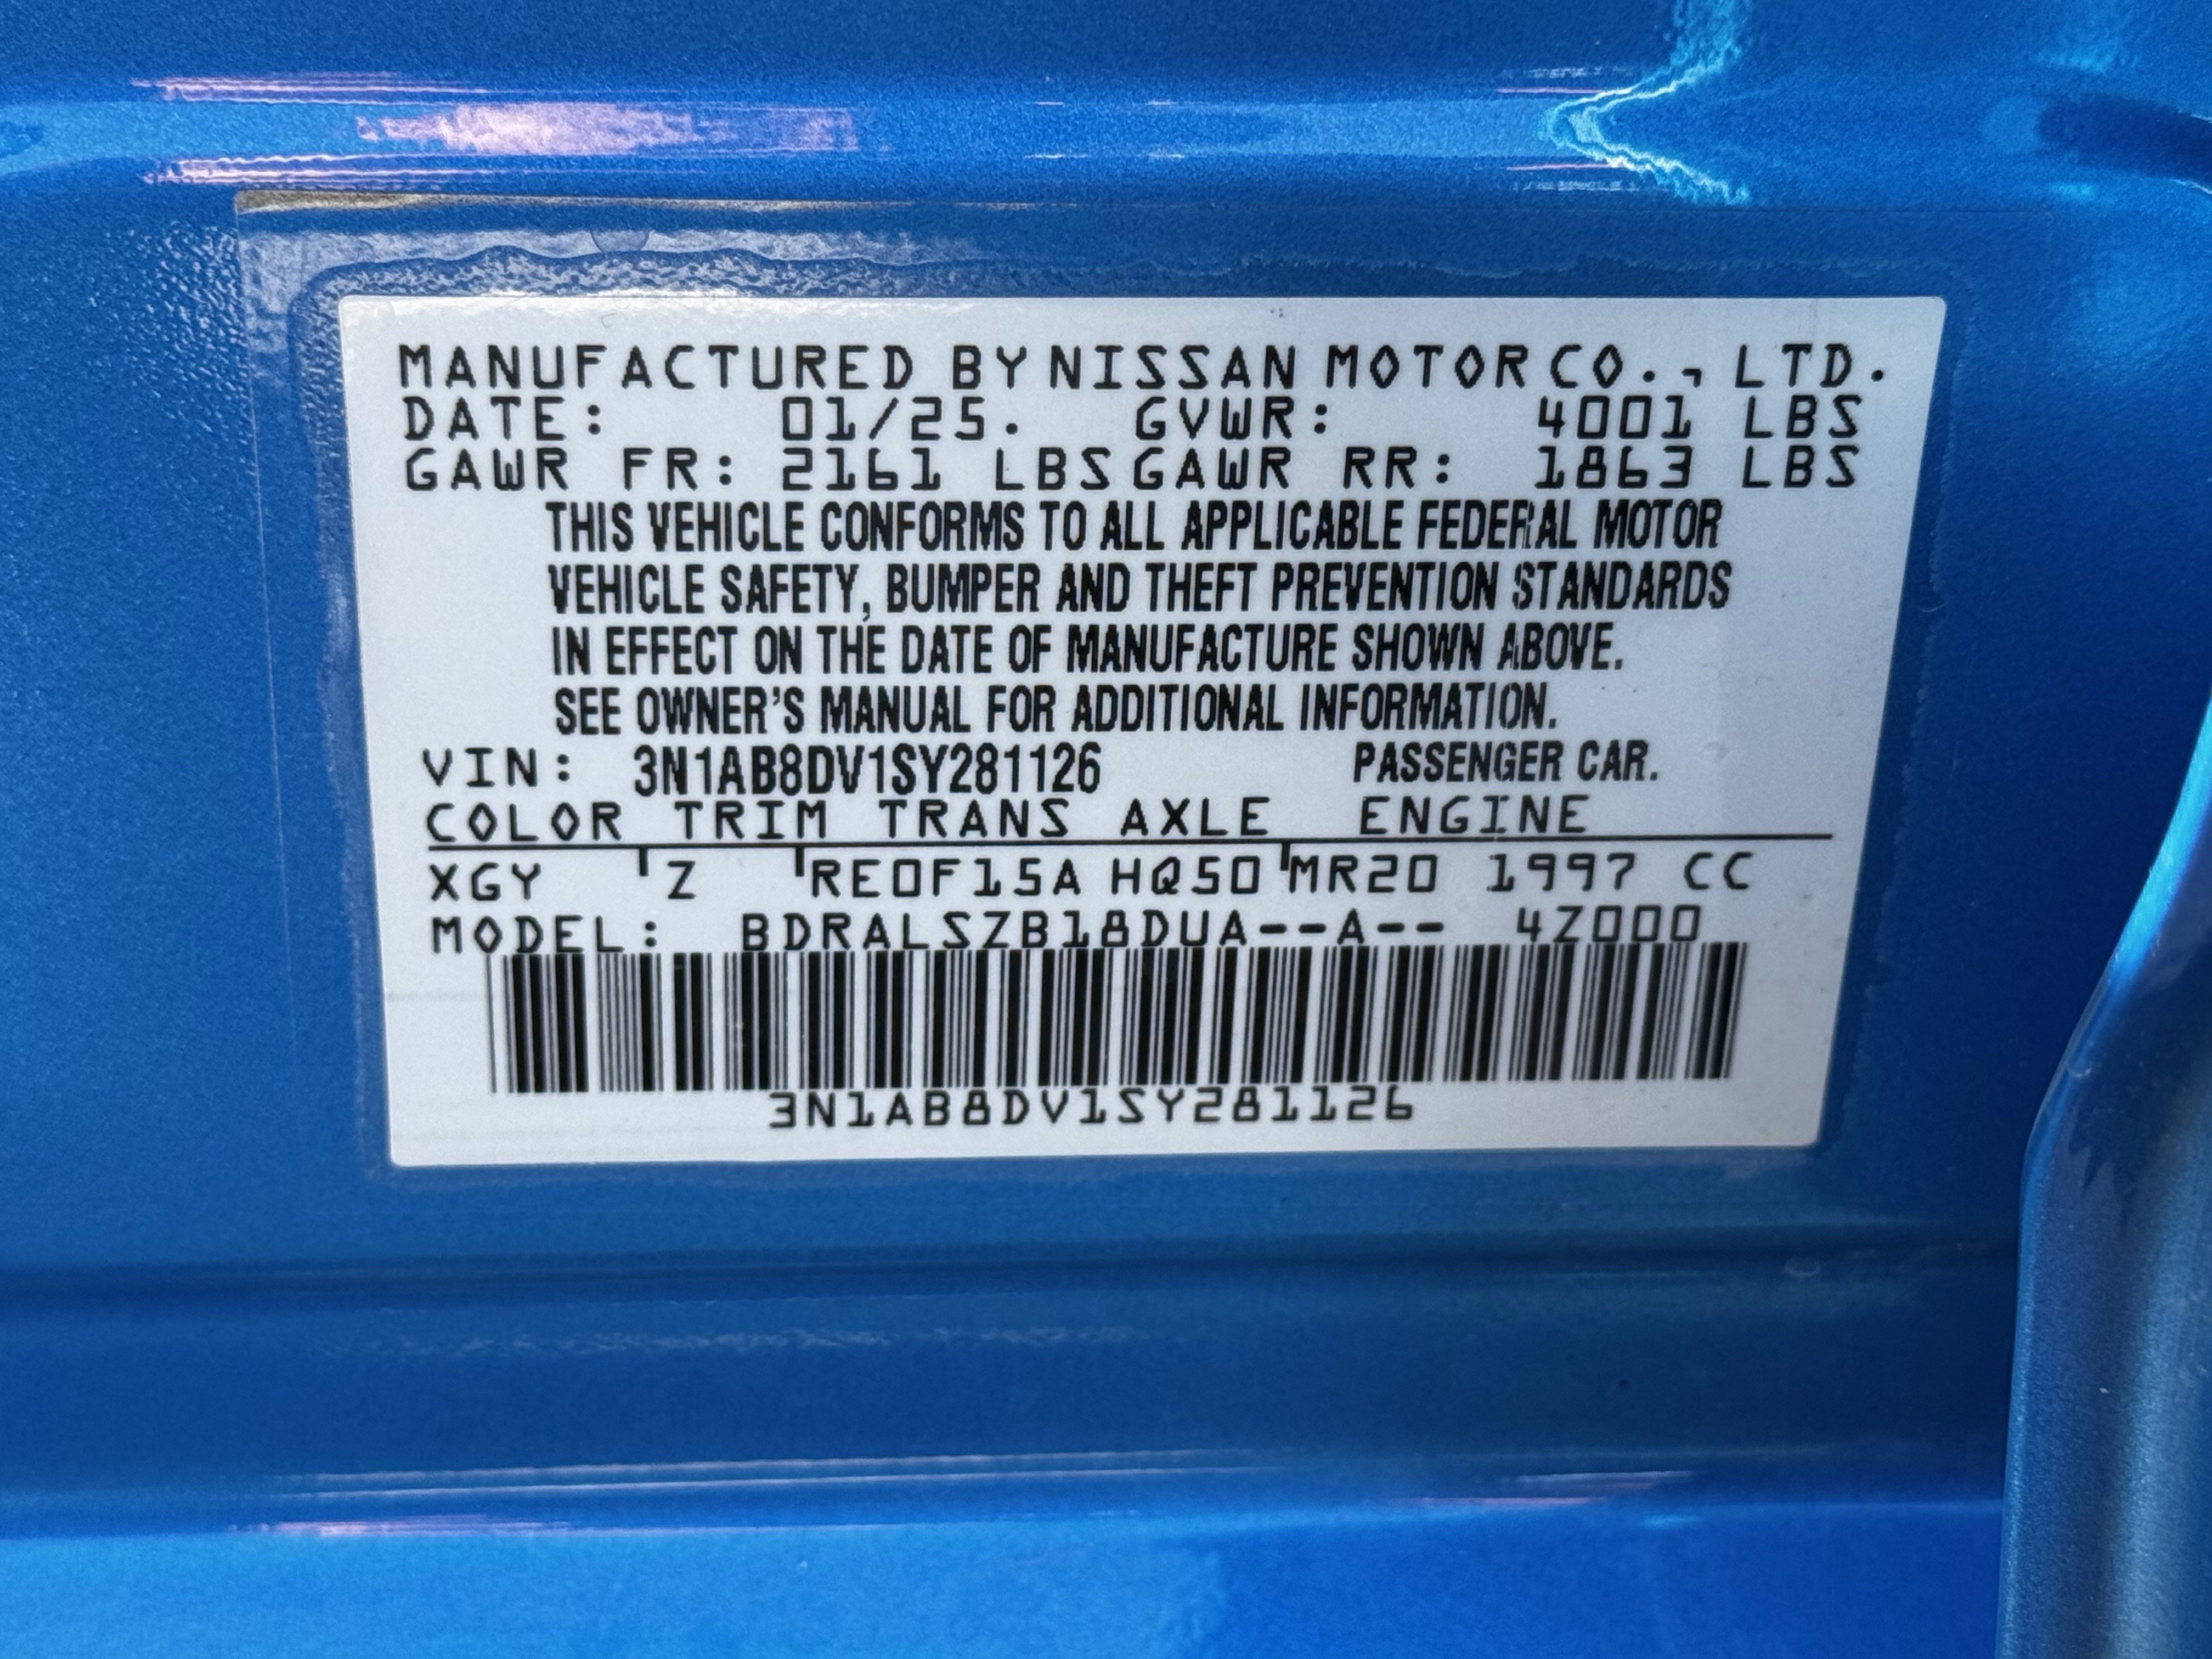 MANUFACTURED BY NISSAN MOTOR CO., LTD.
DATE: 01/25. GVWR: 4001 LBS
GAWR FR: 2161 LBS GAWR RR: 1863 LBS
THIS VEHICLE CONFORMS TO ALL APPLICABLE FEDERAL MOTOR
VEHICLE SAFETY, BUMPER AND THEFT PREVENTION STANDARDS
IN EFFECT ON THE DATE OF MANUFACTURE SHOWN ABOVE.
SEE OWNER'S MANUAL FOR ADDITIONAL INFORMATION.
VIN: 3N1AB8DV1SY281126 PASSENGER CAR.
COLOR TRIM TRANS AXLE ENGINE
XGY Z RE0F15A HQ50 MR20 1997 CC
MODEL: BDRALSZB18DUA--A-- 4Z000
3N1AB8DV1SY281126